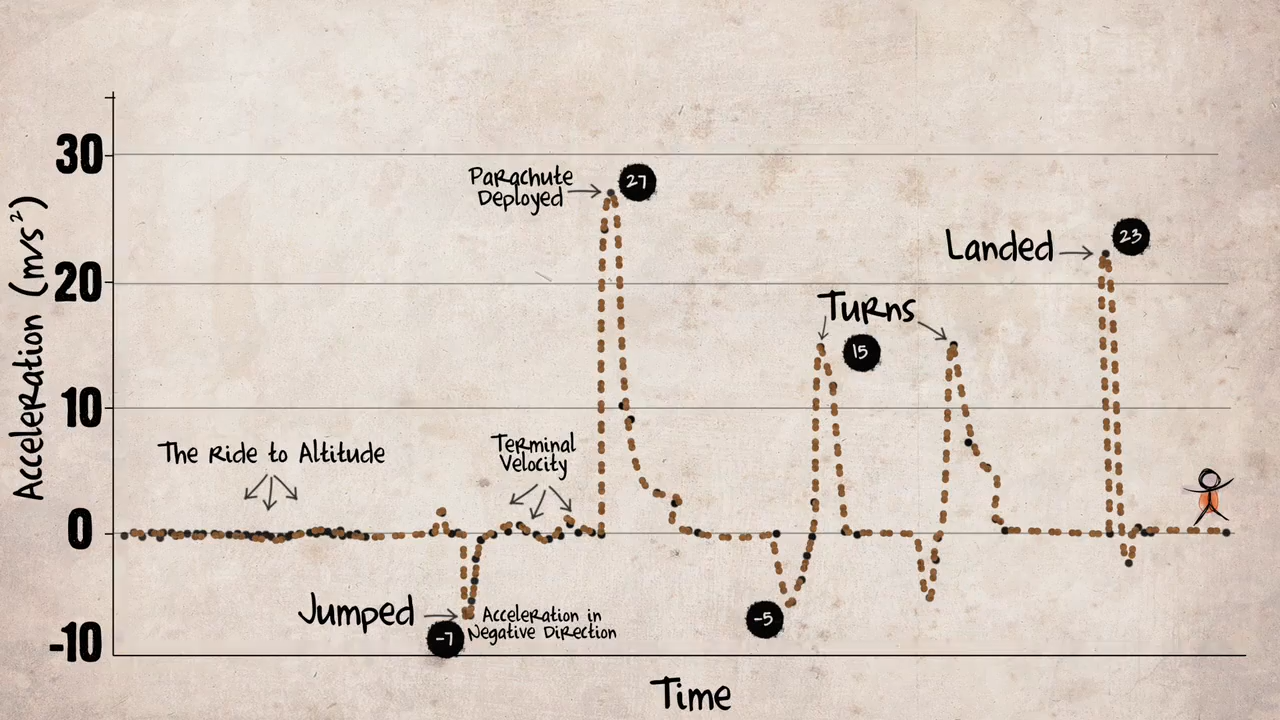 30
20
10
0
-10
Acceleration (m/s²)
Parachute
Deployed
27
Landed
23
Turns
15
The Ride to Altitude
Terminal
Velocity
Jumped
-7
Acceleration in
Negative Direction
-5
Time